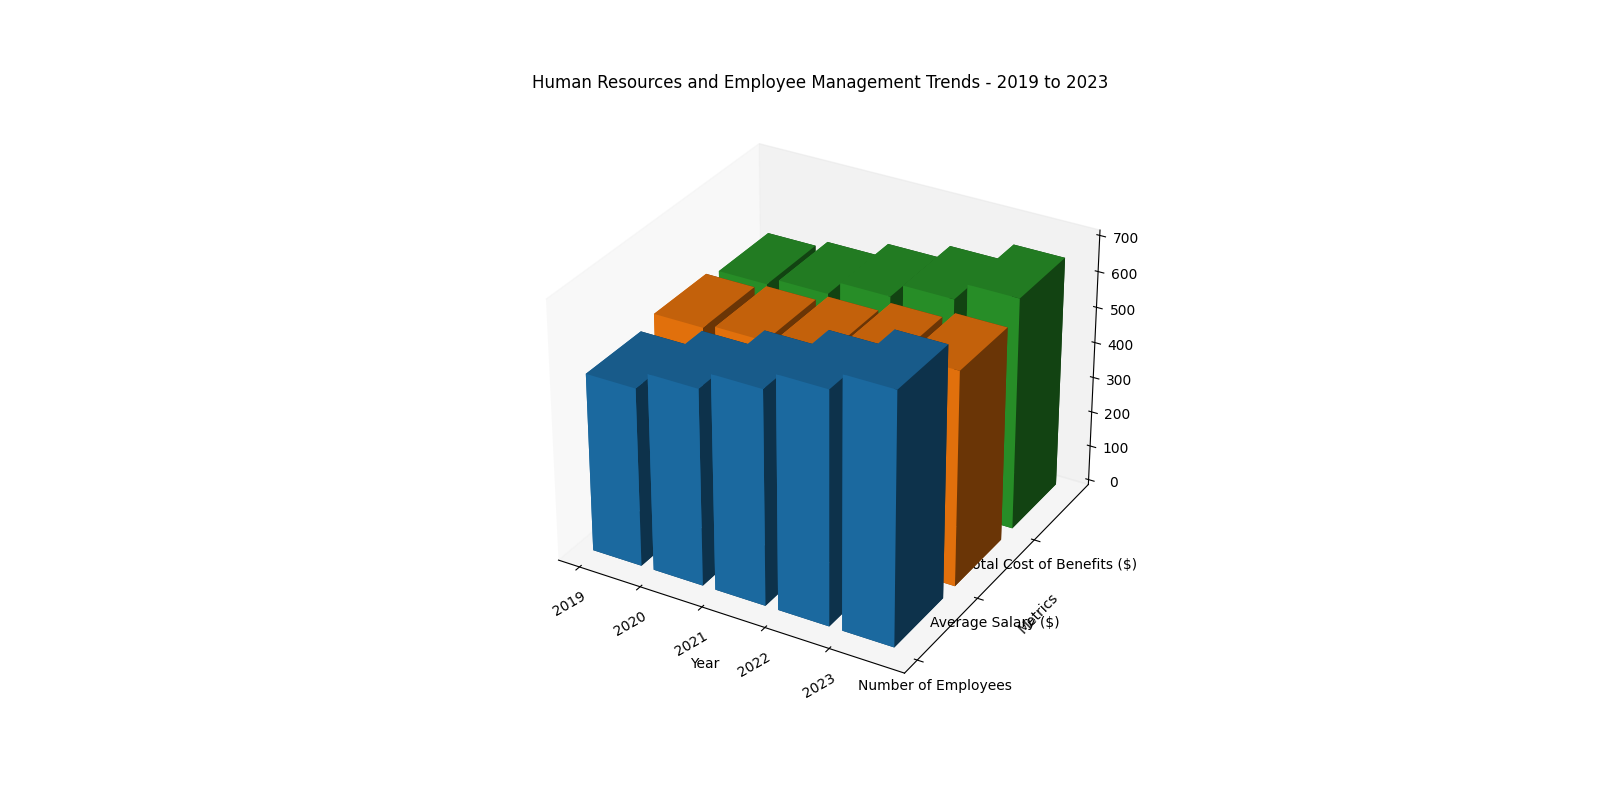 Human Resources and Employee Management Trends - 2019 to 2023
700
600
500
400
300
200
100
0
otal Cost of Benefits ($)
Metrics
Average Salary ($)
Number of Employees
2019
2020
2021
2022
2023
Year